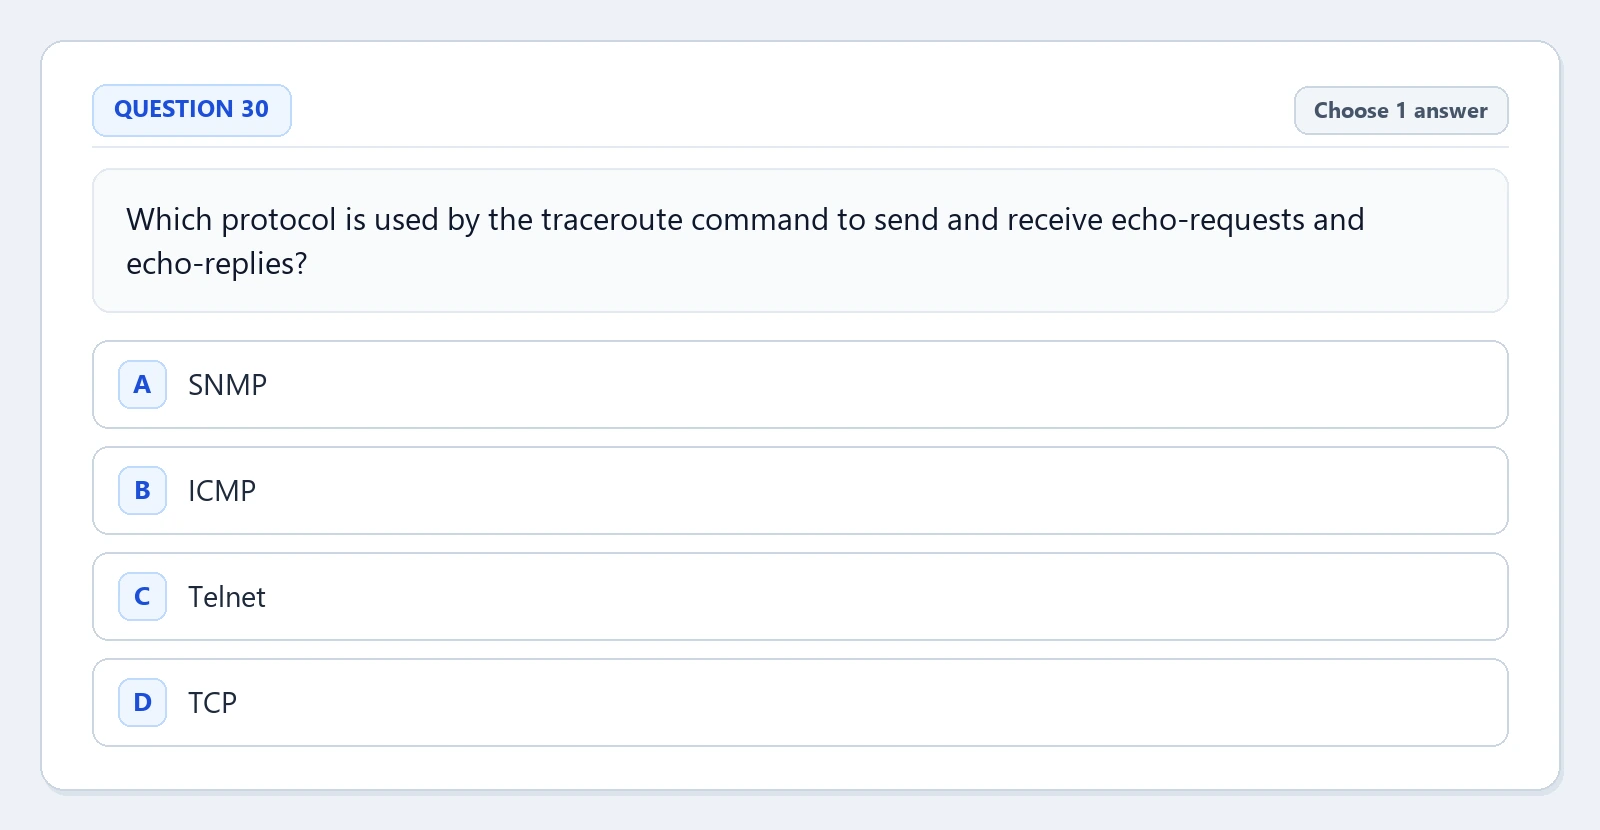 QUESTION 30
Choose 1 answer
Which protocol is used by the traceroute command to send and receive echo-requests and
echo-replies?
A SNMP
B ICMP
C Telnet
D TCP